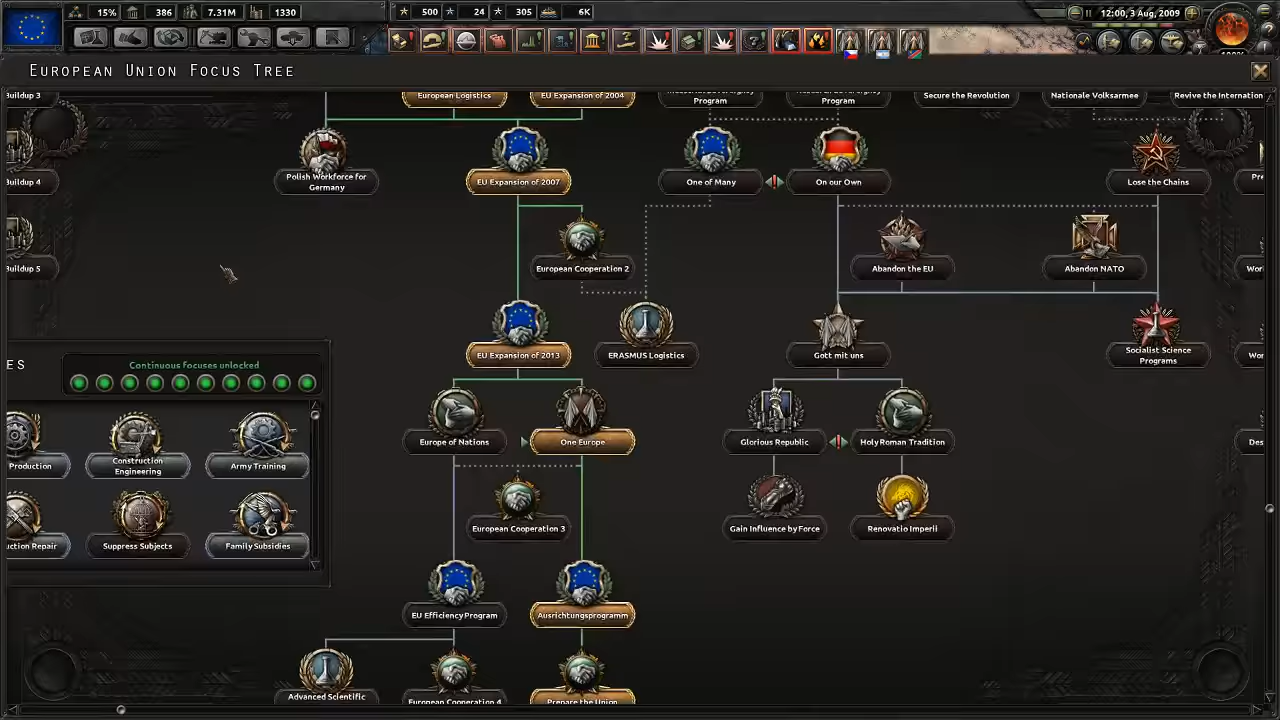 15%
386
7.31M
1330
500
24
305
6K
12:00, 3 Aug, 2009
European Union Focus Tree
Buildup 3
European Logistics
EU Expansion of 2004
Program
Program
Secure the Revolution
Nationale Volksarmee
Revive the Internation
Buildup 4
Polish Workforce for
Germany
EU Expansion of 2007
One of Many
On our Own
Lose the Chains
Pre
Buildup 5
European Cooperation 2
Abandon the EU
Abandon NATO
Wor
EU Expansion of 2013
ERASMUS Logistics
Gott mit uns
Socialist Science
Programs
Wor
ES
Continuous focuses unlocked
Production
Construction
Engineering
Army Training
Europe of Nations
One Europe
Glorious Republic
Holy Roman Tradition
Des
European Cooperation 3
Gain Influence by Force
Renovatio Imperii
uction Repair
Suppress Subjects
Family Subsidies
EU Efficiency Program
Ausrichtungsprogramm
Advanced Scientific
European Cooperation 4
Prepare the Union